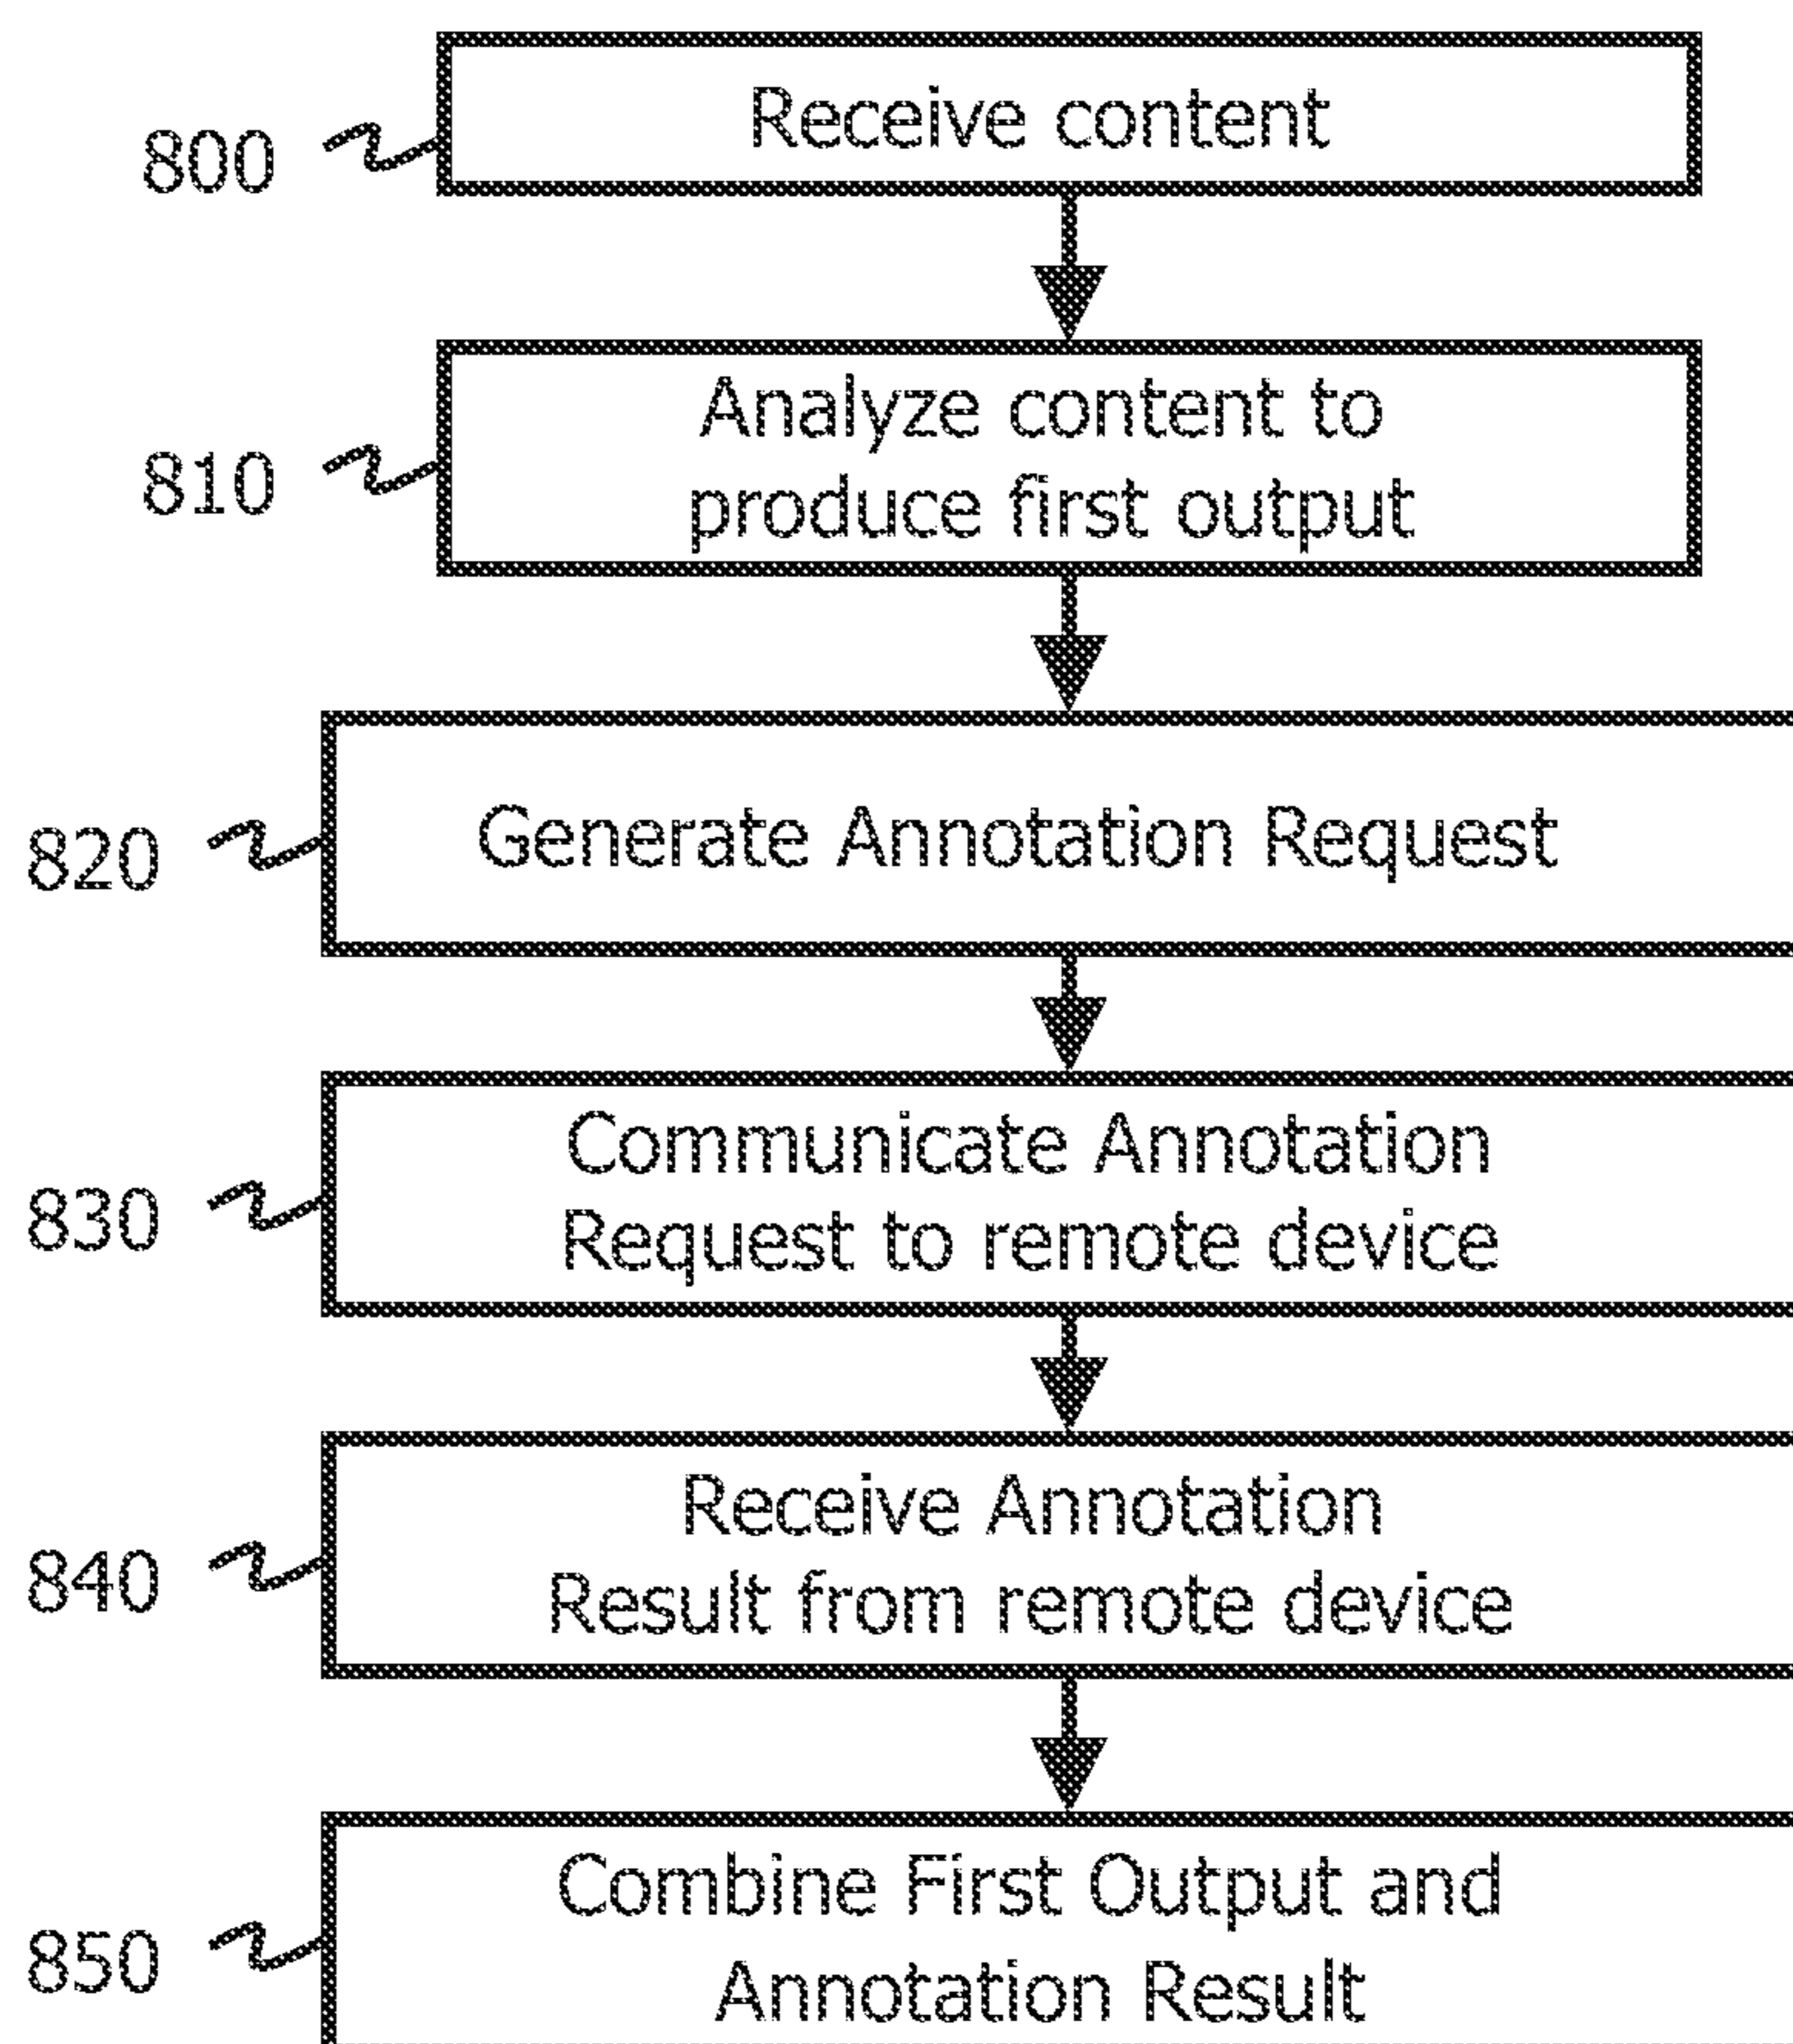 800
Receive content
810
Analyze content to
produce first output
820
Generate Annotation Request
830
Communicate Annotation
Request to remote device
840
Receive Annotation
Result from remote device
850
Combine First Output and
Annotation Result